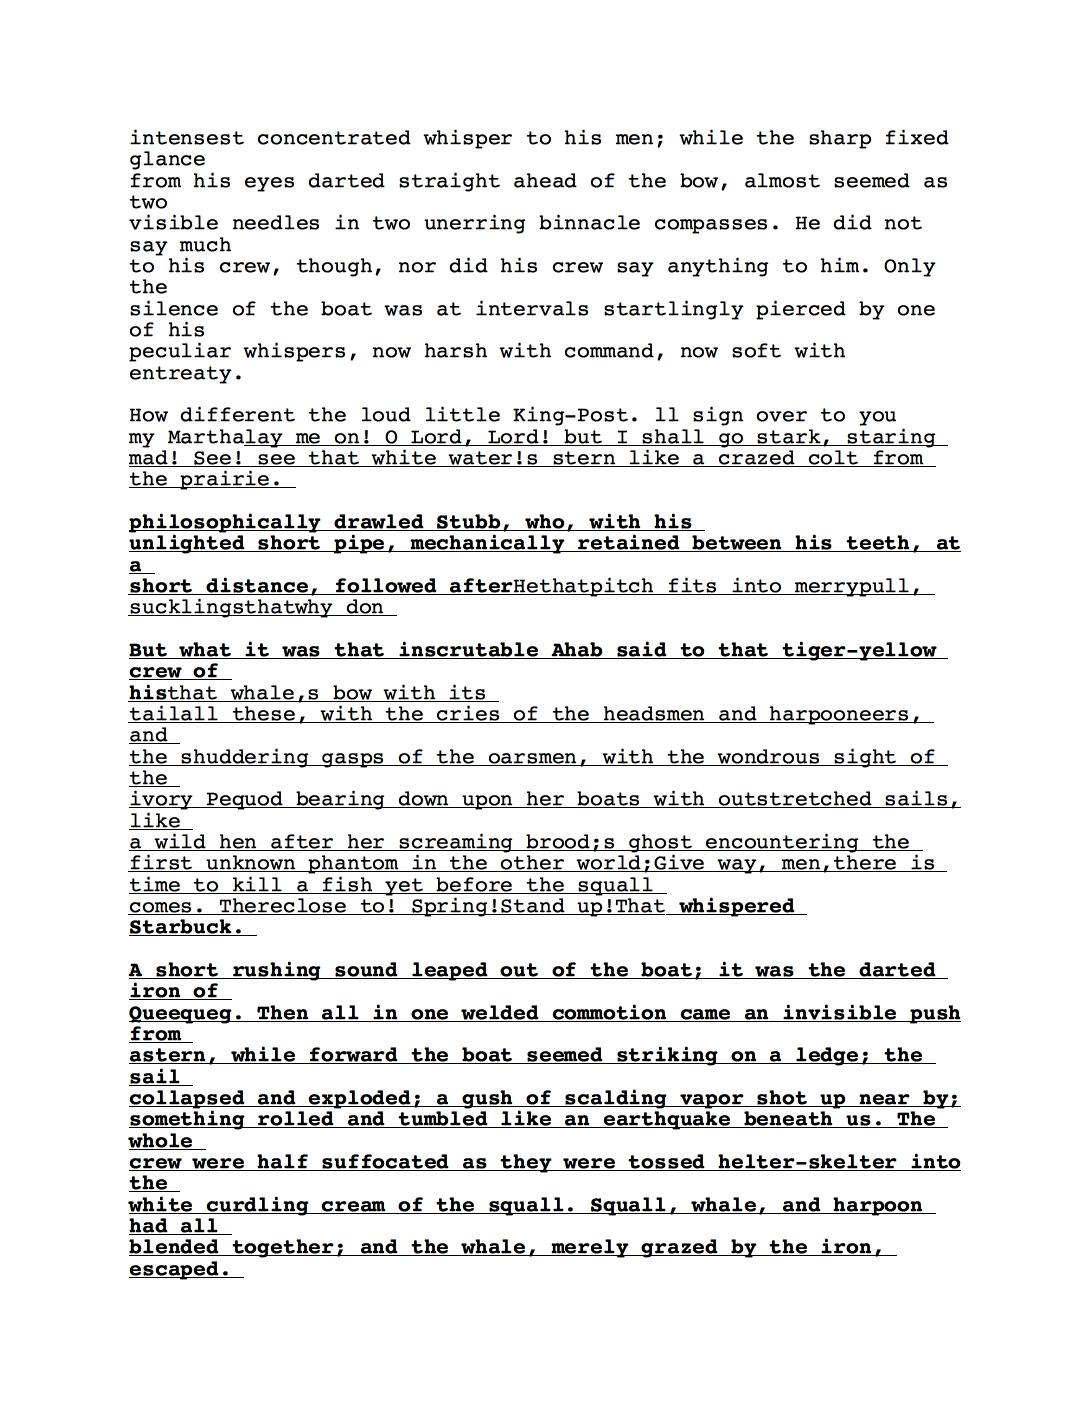 intensest concentrated whisper to his men; while the sharp fixed
glance
from his eyes darted straight ahead of the bow, almost seemed as
two
visible needles in two unerring binnacle compasses. He did not
say much
to his crew, though, nor did his crew say anything to him. Only
the
silence of the boat was at intervals startlingly pierced by one
of his
peculiar whispers, now harsh with command, now soft with
entreaty.
How different the loud little King-Post. ll sign over to you
my Marthalay me on! O Lord, Lord! but I shall go stark, staring
mad! See! see that white water!s stern like a crazed colt from
the prairie.
philosophically drawled Stubb, who, with his
unlighted short pipe, mechanically retained between his teeth, at
a
short distance, followed afterHethatpitch fits into merrypull,
sucklingsthatwhy don
But what it was that inscrutable Ahab said to that tiger-yellow
crew of
histhat whale,s bow with its
tailall these, with the cries of the headsmen and harpooneers,
and
the shuddering gasps of the oarsmen, with the wondrous sight of
the
ivory Pequod bearing down upon her boats with outstretched sails,
like
a wild hen after her screaming brood;s ghost encountering the
first unknown phantom in the other world;Give way, men,there is
time to kill a fish yet before the squall
comes. Thereclose to! Spring!Stand up!That whispered
Starbuck.
A short rushing sound leaped out of the boat; it was the darted
iron of
Queequeg. Then all in one welded commotion came an invisible push
from
astern, while forward the boat seemed striking on a ledge; the
sail
collapsed and exploded; a gush of scalding vapor shot up near by;
something rolled and tumbled like an earthquake beneath us. The
whole
crew were half suffocated as they were tossed helter-skelter into
the
white curdling cream of the squall. Squall, whale, and harpoon
had all
blended together; and the whale, merely grazed by the iron,
escaped.